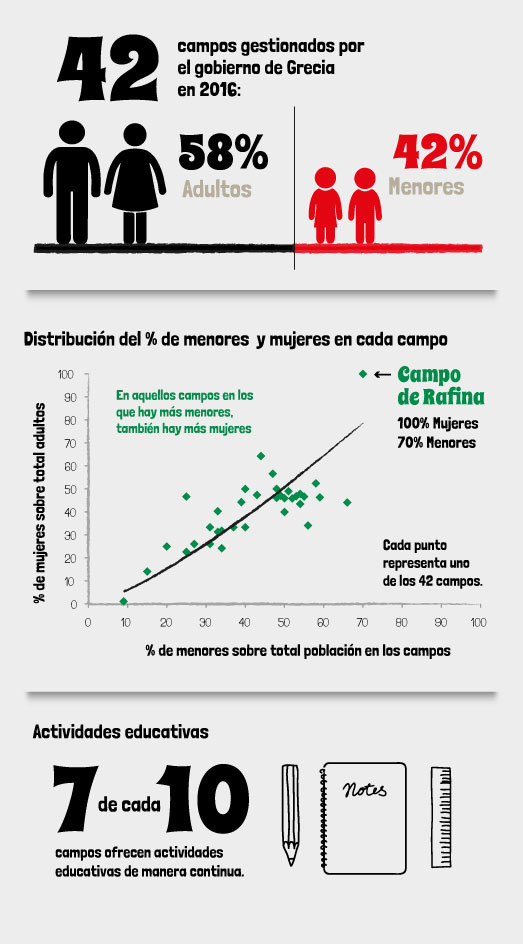 42
campos gestionados por
el gobierno de Grecia
en 2016:
58%
Adultos
42%
Menores
Distribución del % de menores y mujeres en cada campo
100
90
80
70
60
50
40
30
20
10
0
% de mujeres sobre total adultos
En aquellos campos en los
que hay más menores,
también hay más mujeres
Campo
de Rafina
100% Mujeres
70% Menores
Cada punto
representa uno
de los 42 campos.
0 10 20 30 40 50 60 70 80 90 100
% de menores sobre total población en los campos
Actividades educativas
7 de cada 10
campos ofrecen actividades
educativas de manera continua.
Notes